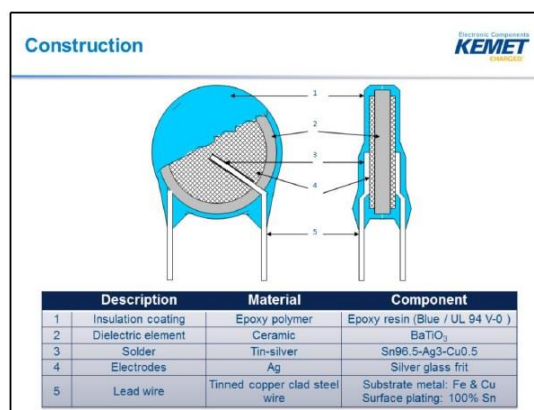 Construction
Electronic Components
KEMET
CHARGED®
1
2
3
4
5
Description Material Component
1 Insulation coating Epoxy polymer Epoxy resin (Blue / UL 94 V-0 )
2 Dielectric element Ceramic BaTiO₃
3 Solder Tin-silver Sn96.5-Ag3-Cu0.5
4 Electrodes Ag Silver glass frit
5 Lead wire Tinned copper clad steel wire Substrate metal: Fe & Cu
Surface plating: 100% Sn